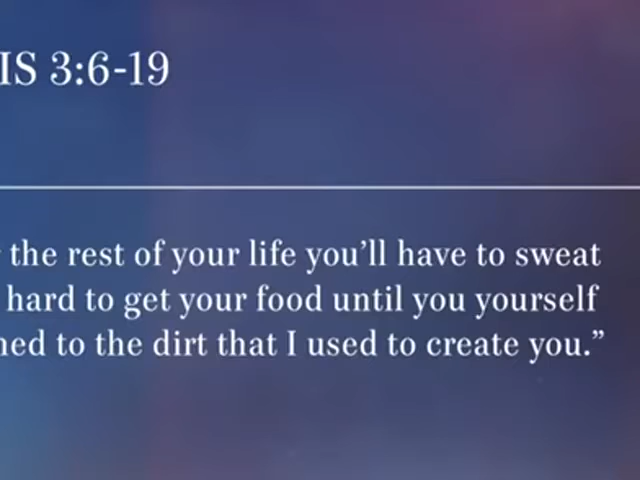 IS 3:6-19
the rest of your life you’ll have to sweat
hard to get your food until you yourself
ned to the dirt that I used to create you.”